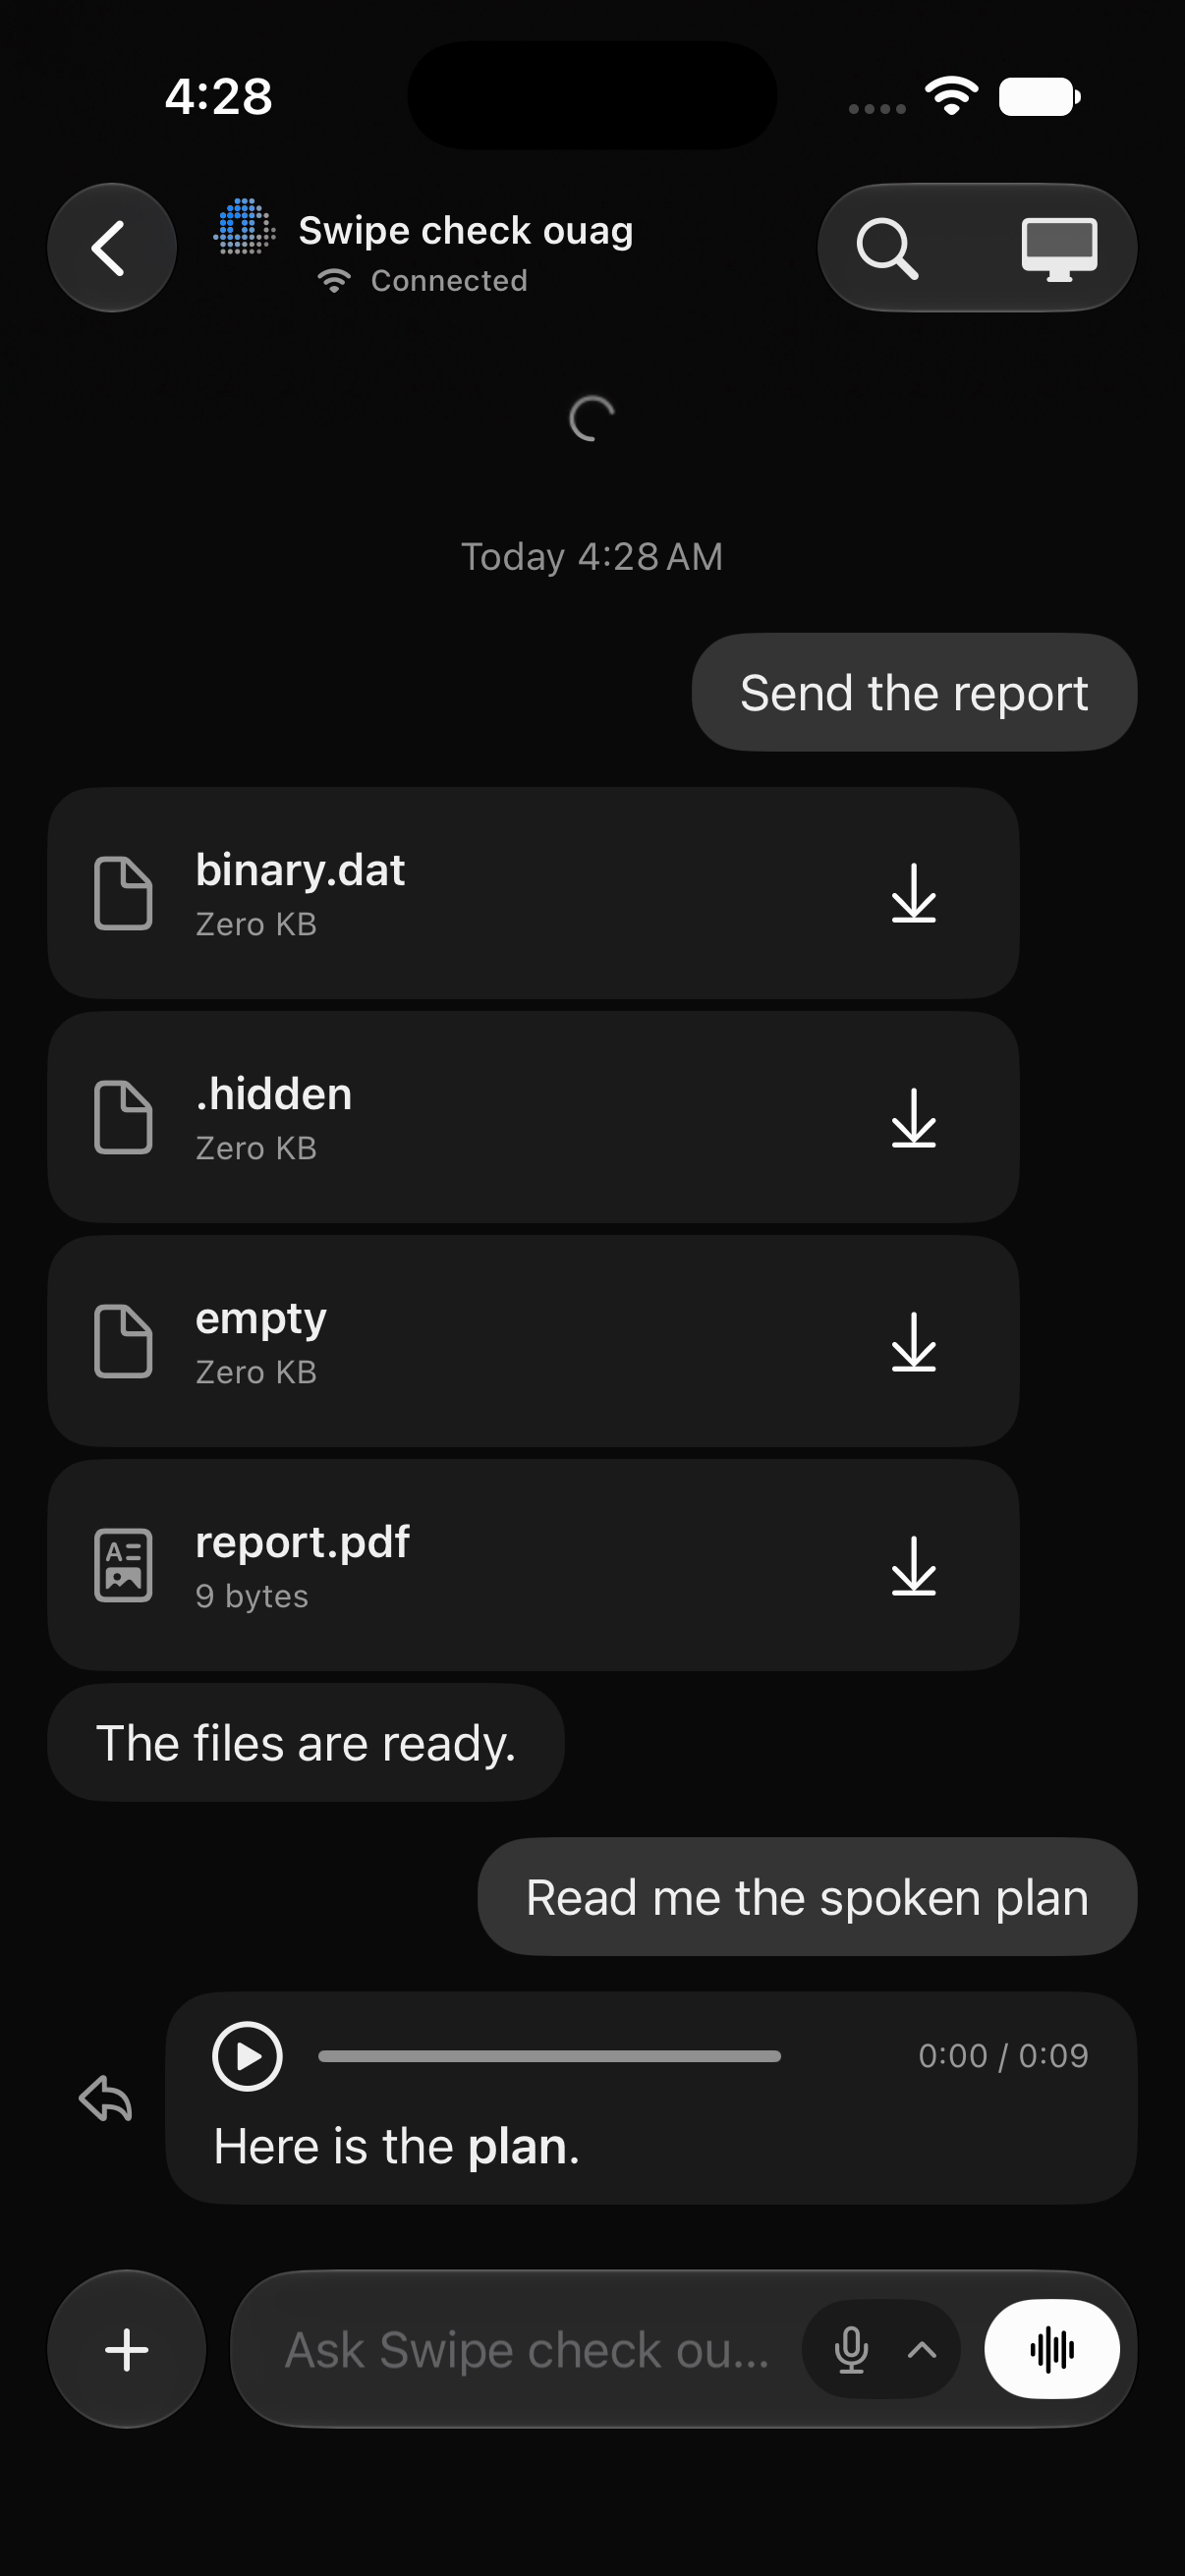 4:28
Swipe check ouag
Connected
Today 4:28 AM
Send the report
binary.dat
Zero KB
.hidden
Zero KB
empty
Zero KB
report.pdf
9 bytes
The files are ready.
Read me the spoken plan
0:00 / 0:09
Here is the plan.
Ask Swipe check ou...